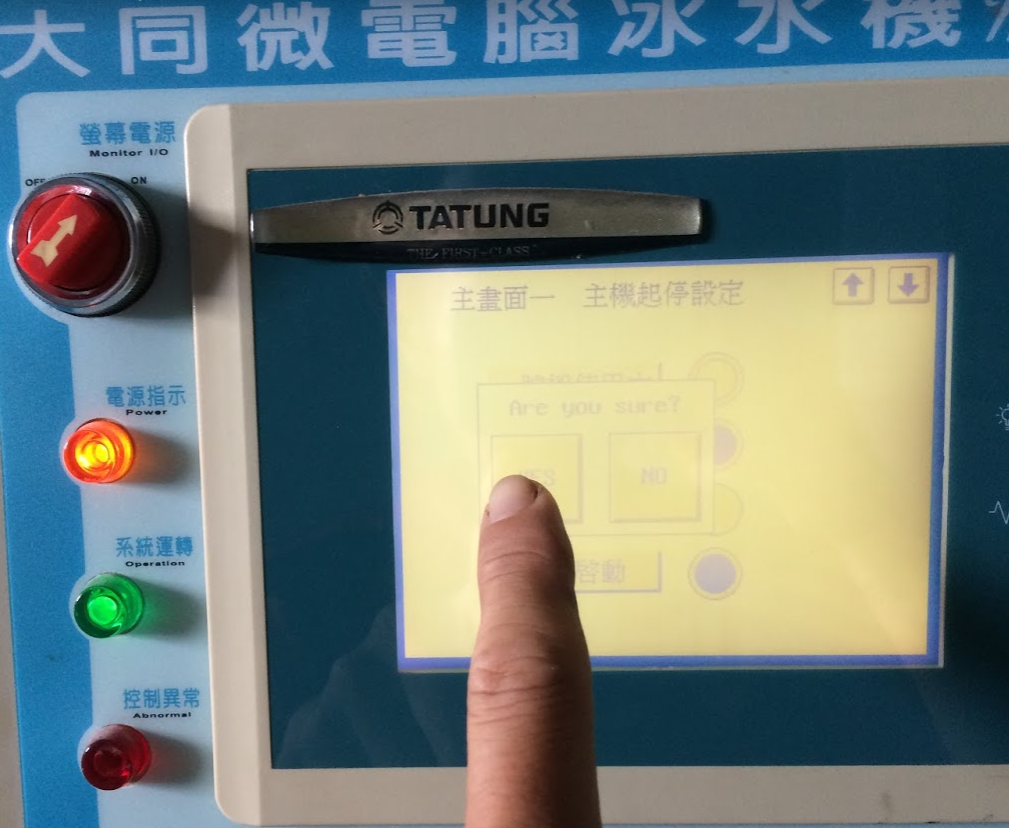 大同微電腦冰水機
螢幕電源
Monitor I/O
OFF
ON
TATUNG
THE FIRST-CLASS
主畫面一 主機起停設定
Are you sure?
YES
NO
啓動
電源指示
Power
系統運轉
Operation
控制異常
Abnormal